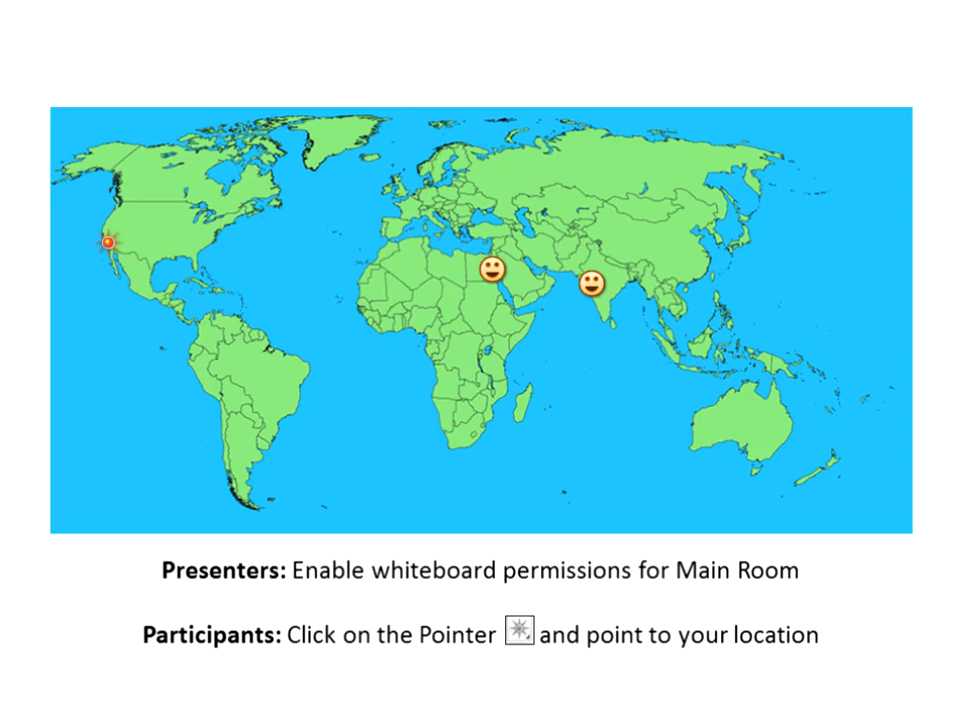 Presenters: Enable whiteboard permissions for Main Room
Participants: Click on the Pointer and point to your location